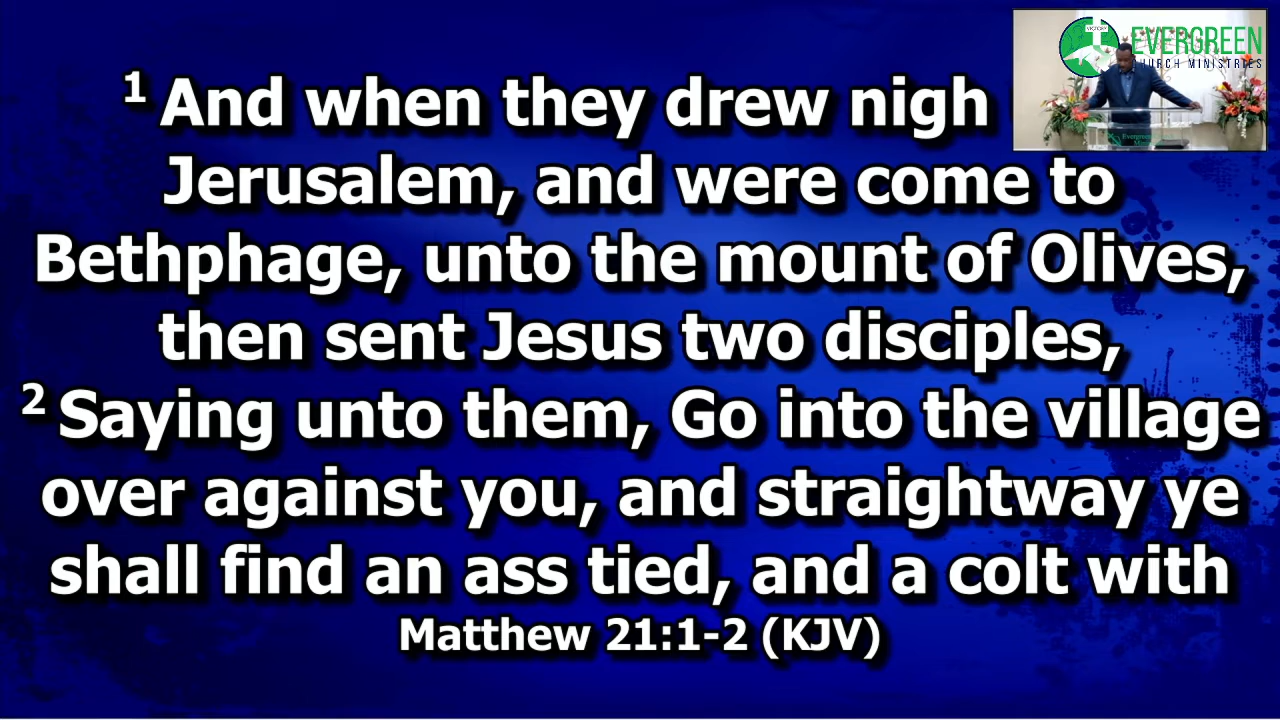 VICTORY
EVERGREEN
CHURCH MINISTRIES
1 And when they drew nigh
Jerusalem, and were come to
Bethphage, unto the mount of Olives,
then sent Jesus two disciples,
2 Saying unto them, Go into the village
over against you, and straightway ye
shall find an ass tied, and a colt with
Matthew 21:1-2 (KJV)